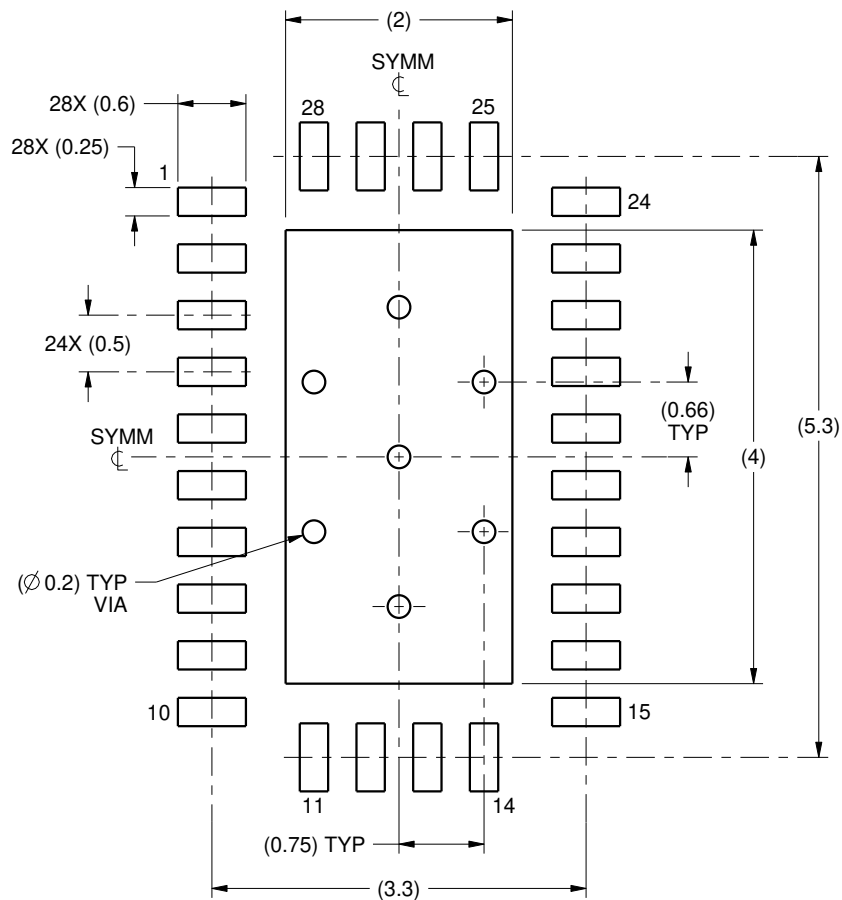 (2)
SYMM
℄
28X (0.6)
28
25
28X (0.25)
1
24
24X (0.5)
(0.66)
TYP
(5.3)
SYMM
℄
(4)
(∅ 0.2) TYP
VIA
10
15
11
14
(0.75) TYP
(3.3)